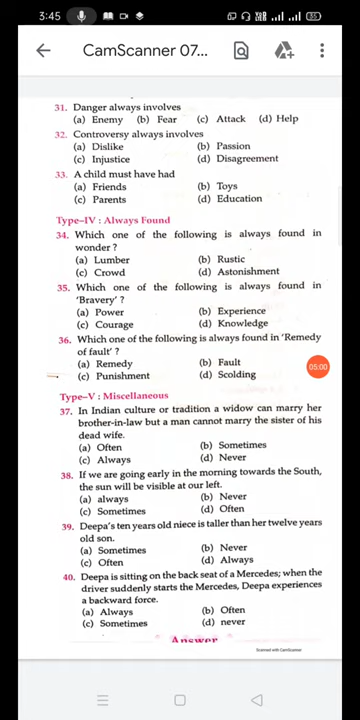 3:45
35
CamScanner 07...
31. Danger always involves
(a) Enemy (b) Fear (c) Attack (d) Help
32. Controversy always involves
(a) Dislike (b) Passion
(c) Injustice (d) Disagreement
33. A child must have had
(a) Friends (b) Toys
(c) Parents (d) Education
Type–IV : Always Found
34. Which one of the following is always found in
wonder ?
(a) Lumber (b) Rustic
(c) Crowd (d) Astonishment
35. Which one of the following is always found in
'Bravery' ?
(a) Power (b) Experience
(c) Courage (d) Knowledge
36. Which one of the following is always found in 'Remedy
of fault' ?
(a) Remedy (b) Fault
(c) Punishment (d) Scolding
05:00
Type–V : Miscellaneous
37. In Indian culture or tradition a widow can marry her
brother-in-law but a man cannot marry the sister of his
dead wife.
(a) Often (b) Sometimes
(c) Always (d) Never
38. If we are going early in the morning towards the South,
the sun will be visible at our left.
(a) always (b) Never
(c) Sometimes (d) Often
39. Deepa's ten years old niece is taller than her twelve years
old son.
(a) Sometimes (b) Never
(c) Often (d) Always
40. Deepa is sitting on the back seat of a Mercedes; when the
driver suddenly starts the Mercedes, Deepa experiences
a backward force.
(a) Always (b) Often
(c) Sometimes (d) never
Answer
Scanned with CamScanner